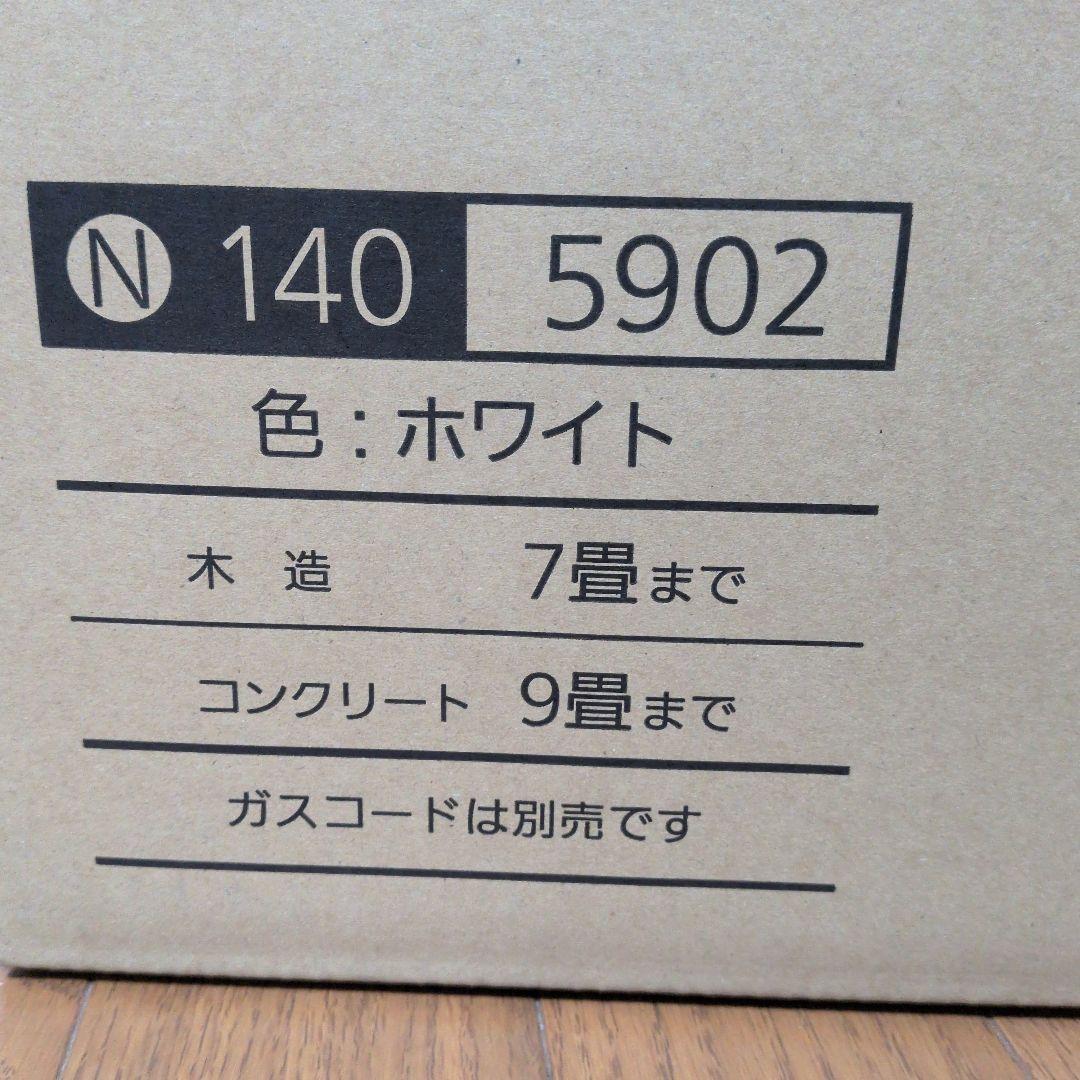 Ⓝ 140 5902
色:ホワイト
木造 7畳まで
コンクリート 9畳まで
ガスコードは別売です